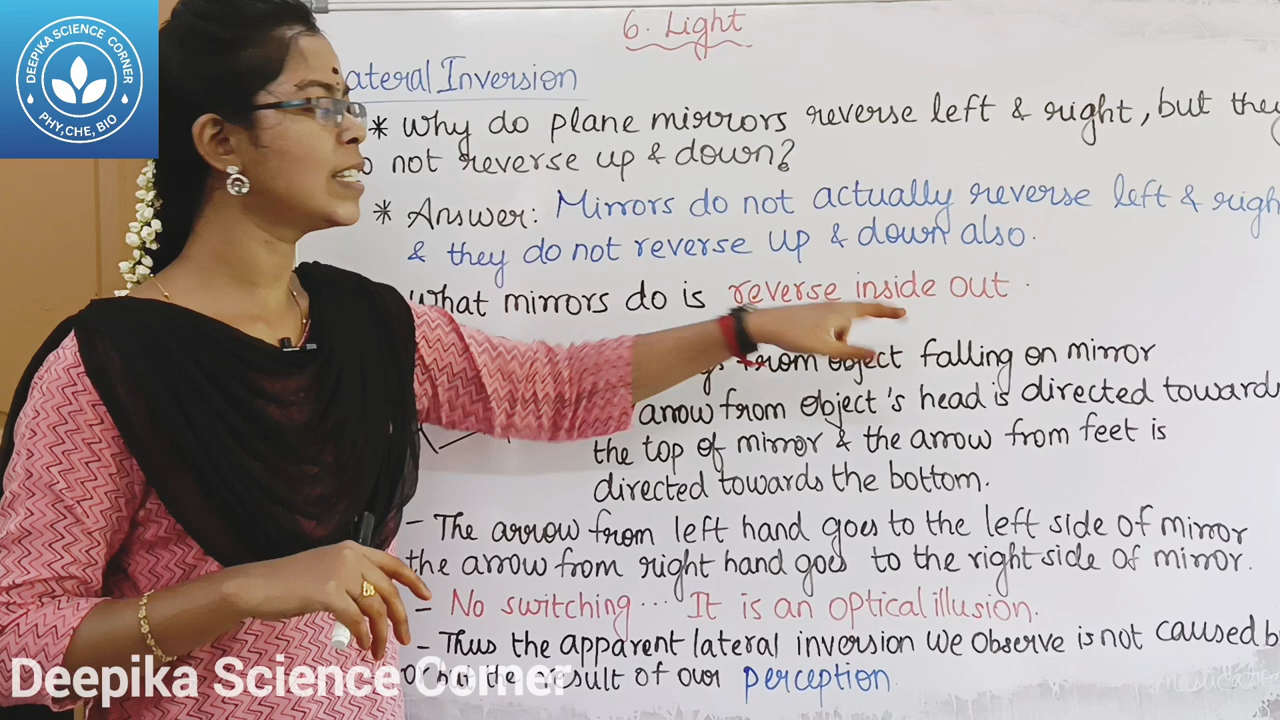 DEEPIKA SCIENCE CORNER
PHY,CHE, BIO
6. Light
ateral Inversion
* Why do plane mirrors reverse left & right, but they
o not reverse up & down?
* Answer: Mirrors do not actually reverse left & righ
& they do not reverse up & down also.
What mirrors do is reverse inside out.
from object falling on mirror
arrow from object's head is directed toward
the top of mirror & the arrow from feet is
directed towards the bottom.
- The arrow from left hand goes to the left side of mirror
the arrow from right hand goes to the right side of mirror.
- No switching... It is an optical illusion.
- Thus the apparent lateral inversion we observe is not caused b
but the result of our perception
Deepika Science Corner